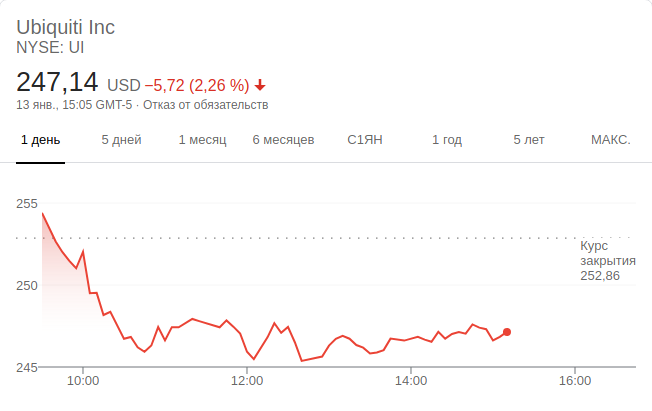 Ubiquiti Inc
NYSE: UI
247,14 USD −5,72 (2,26 %)
13 янв., 15:05 GMT-5 · Отказ от обязательств
1 день 5 дней 1 месяц 6 месяцев С1ЯН 1 год 5 лет МАКС.
255
Курс
закрытия
252,86
250
245
10:00 12:00 14:00 16:00